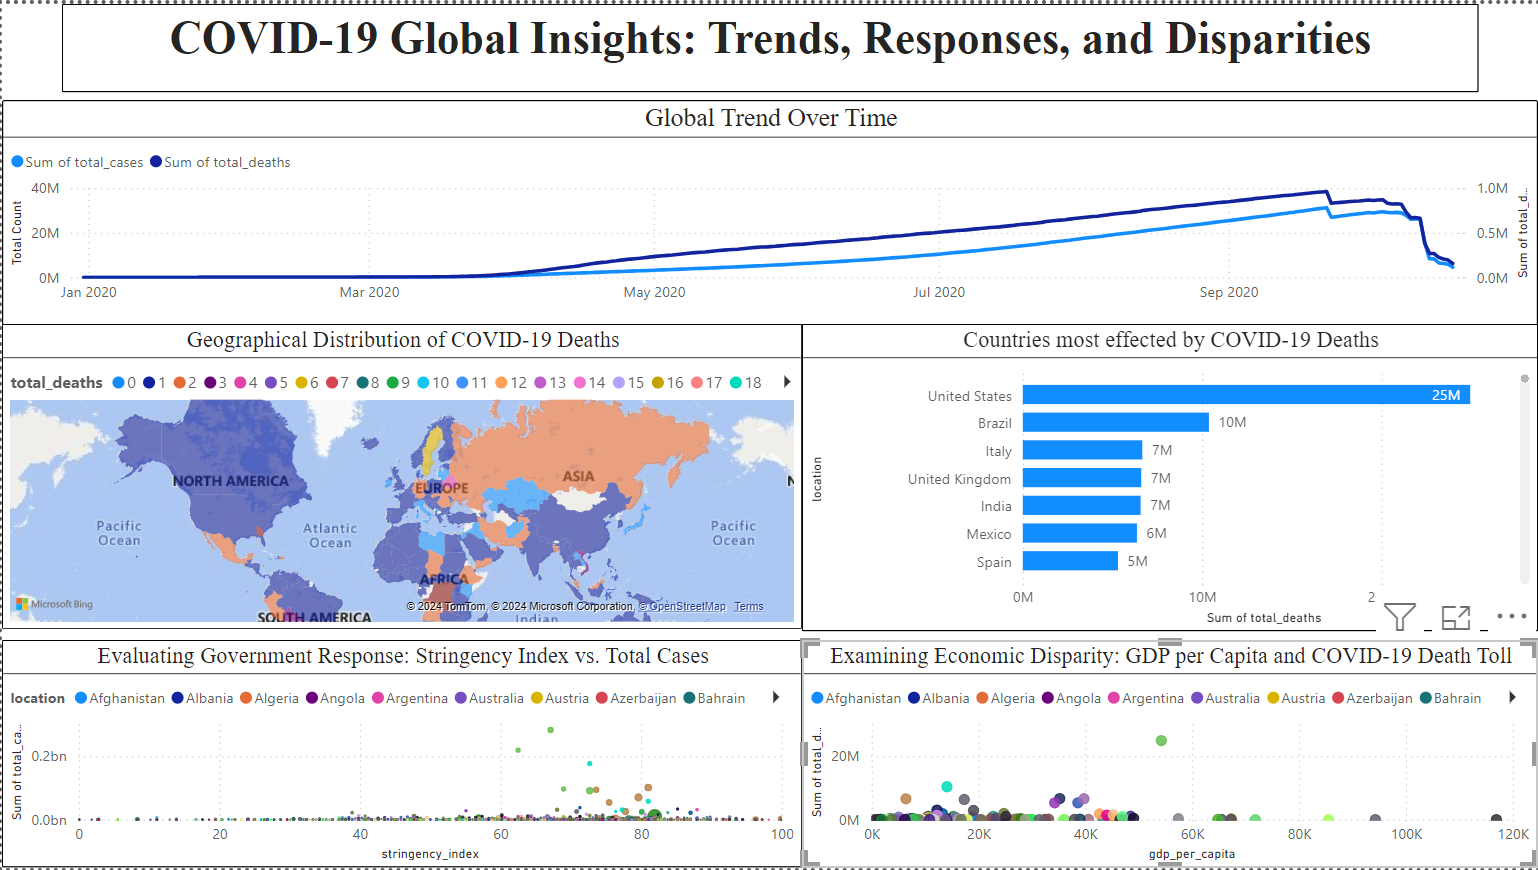 COVID-19 Global Insights: Trends, Responses, and Disparities
Global Trend Over Time
Sum of total_cases Sum of total_deaths
Total Count
40M
20M
0M
1.0M
0.5M
0.0M
Sum of total_d...
Jan 2020 Mar 2020 May 2020 Jul 2020 Sep 2020
Geographical Distribution of COVID-19 Deaths
total_deaths 0 1 2 3 4 5 6 7 8 9 10 11 12 13 14 15 16 17 18
NORTH AMERICA
EUROPE
ASIA
Pacific
Ocean
Atlantic
Ocean
Pacific
Ocean
N
AFRICA
SOUTH AMERICA
Indian
Microsoft Bing
© 2024 TomTom, © 2024 Microsoft Corporation, © OpenStreetMap Terms
Countries most effected by COVID-19 Deaths
location
United States 25M
Brazil 10M
Italy 7M
United Kingdom 7M
India 7M
Mexico 6M
Spain 5M
0M 10M 2
Sum of total_deaths
Evaluating Government Response: Stringency Index vs. Total Cases
location Afghanistan Albania Algeria Angola Argentina Australia Austria Azerbaijan Bahrain
Sum of total_ca...
0.2bn
0.0bn
0 20 40 60 80 100
stringency_index
Examining Economic Disparity: GDP per Capita and COVID-19 Death Toll
Afghanistan Albania Algeria Angola Argentina Australia Austria Azerbaijan Bahrain
Sum of total_d...
20M
0M
0K 20K 40K 60K 80K 100K 120K
gdp_per_capita